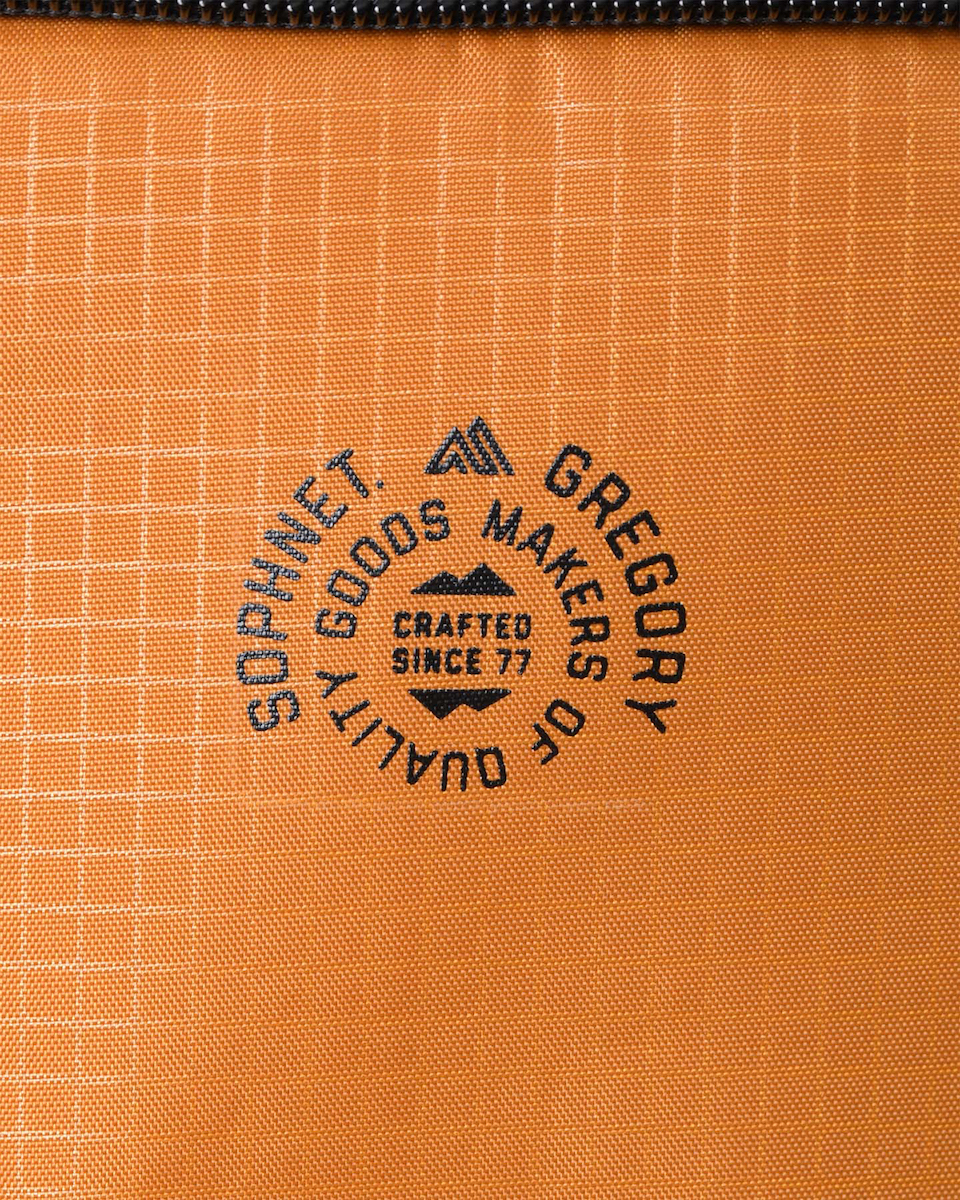 SOPHNET. GREGORY
GOODS MAKERS OF QUALITY
CRAFTED
SINCE 77